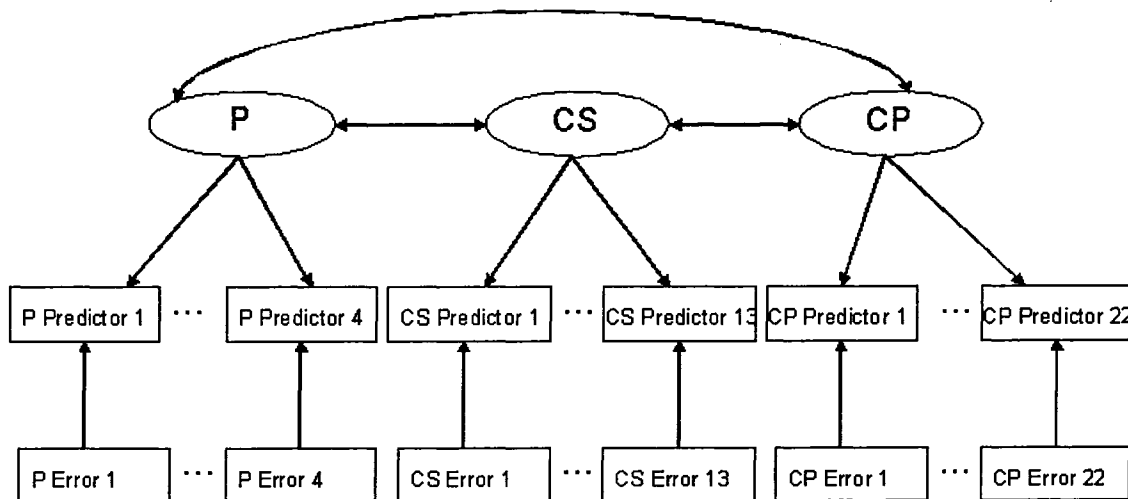 P CS CP
P Predictor 1 ... P Predictor 4 CS Predictor 1 ... CS Predictor 13 CP Predictor 1 ... CP Predictor 22
P Error 1 ... P Error 4 CS Error 1 ... CS Error 13 CP Error 1 ... CP Error 22